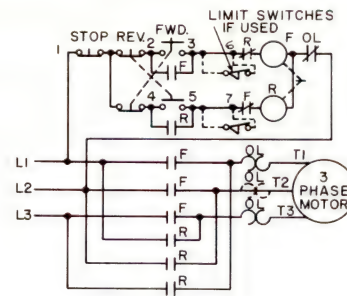 LIMIT SWITCHES
IF USED
STOP REV. FWD.
1 2 3 6 R F OL
F
4 5 7 F R
R
L1 F OL T1
L2 F OL T2
L3 F OL T3
R
R
R
3
PHASE
MOTOR